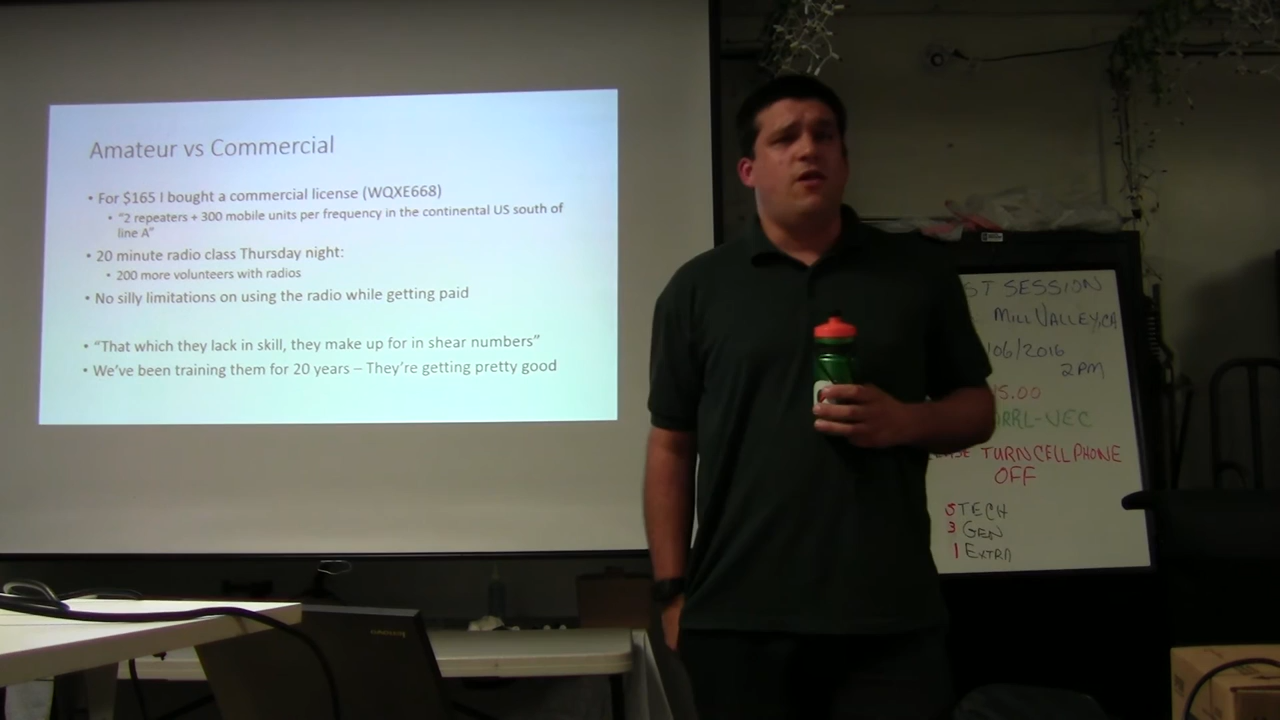 Amateur vs Commercial
• For $165 I bought a commercial license (WQXE668)
• "2 repeaters + 300 mobile units per frequency in the continental US south of
line A"
• 20 minute radio class Thursday night:
• 200 more volunteers with radios
• No silly limitations on using the radio while getting paid
• "That which they lack in skill, they make up for in shear numbers"
• We've been training them for 20 years – They're getting pretty good
ST SESSION
MILL VALLEY, CA
06/2016
2PM
5.00
ARRL-VEC
TURN CELL PHONE
OFF
5 TECH
3 GEN
1 EXTRA